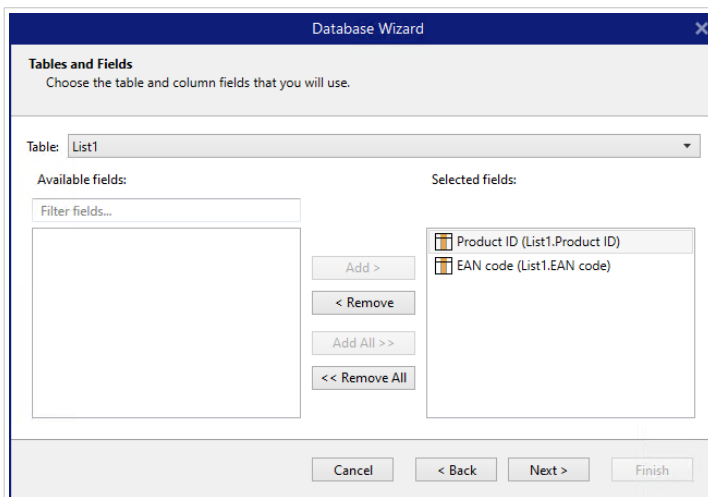 Database Wizard
Tables and Fields
Choose the table and column fields that you will use.
Table: List1
Available fields:
Selected fields:
Filter fields...
Product ID (List1.Product ID)
EAN code (List1.EAN code)
Add >
< Remove
Add All >>
<< Remove All
Cancel
< Back
Next >
Finish